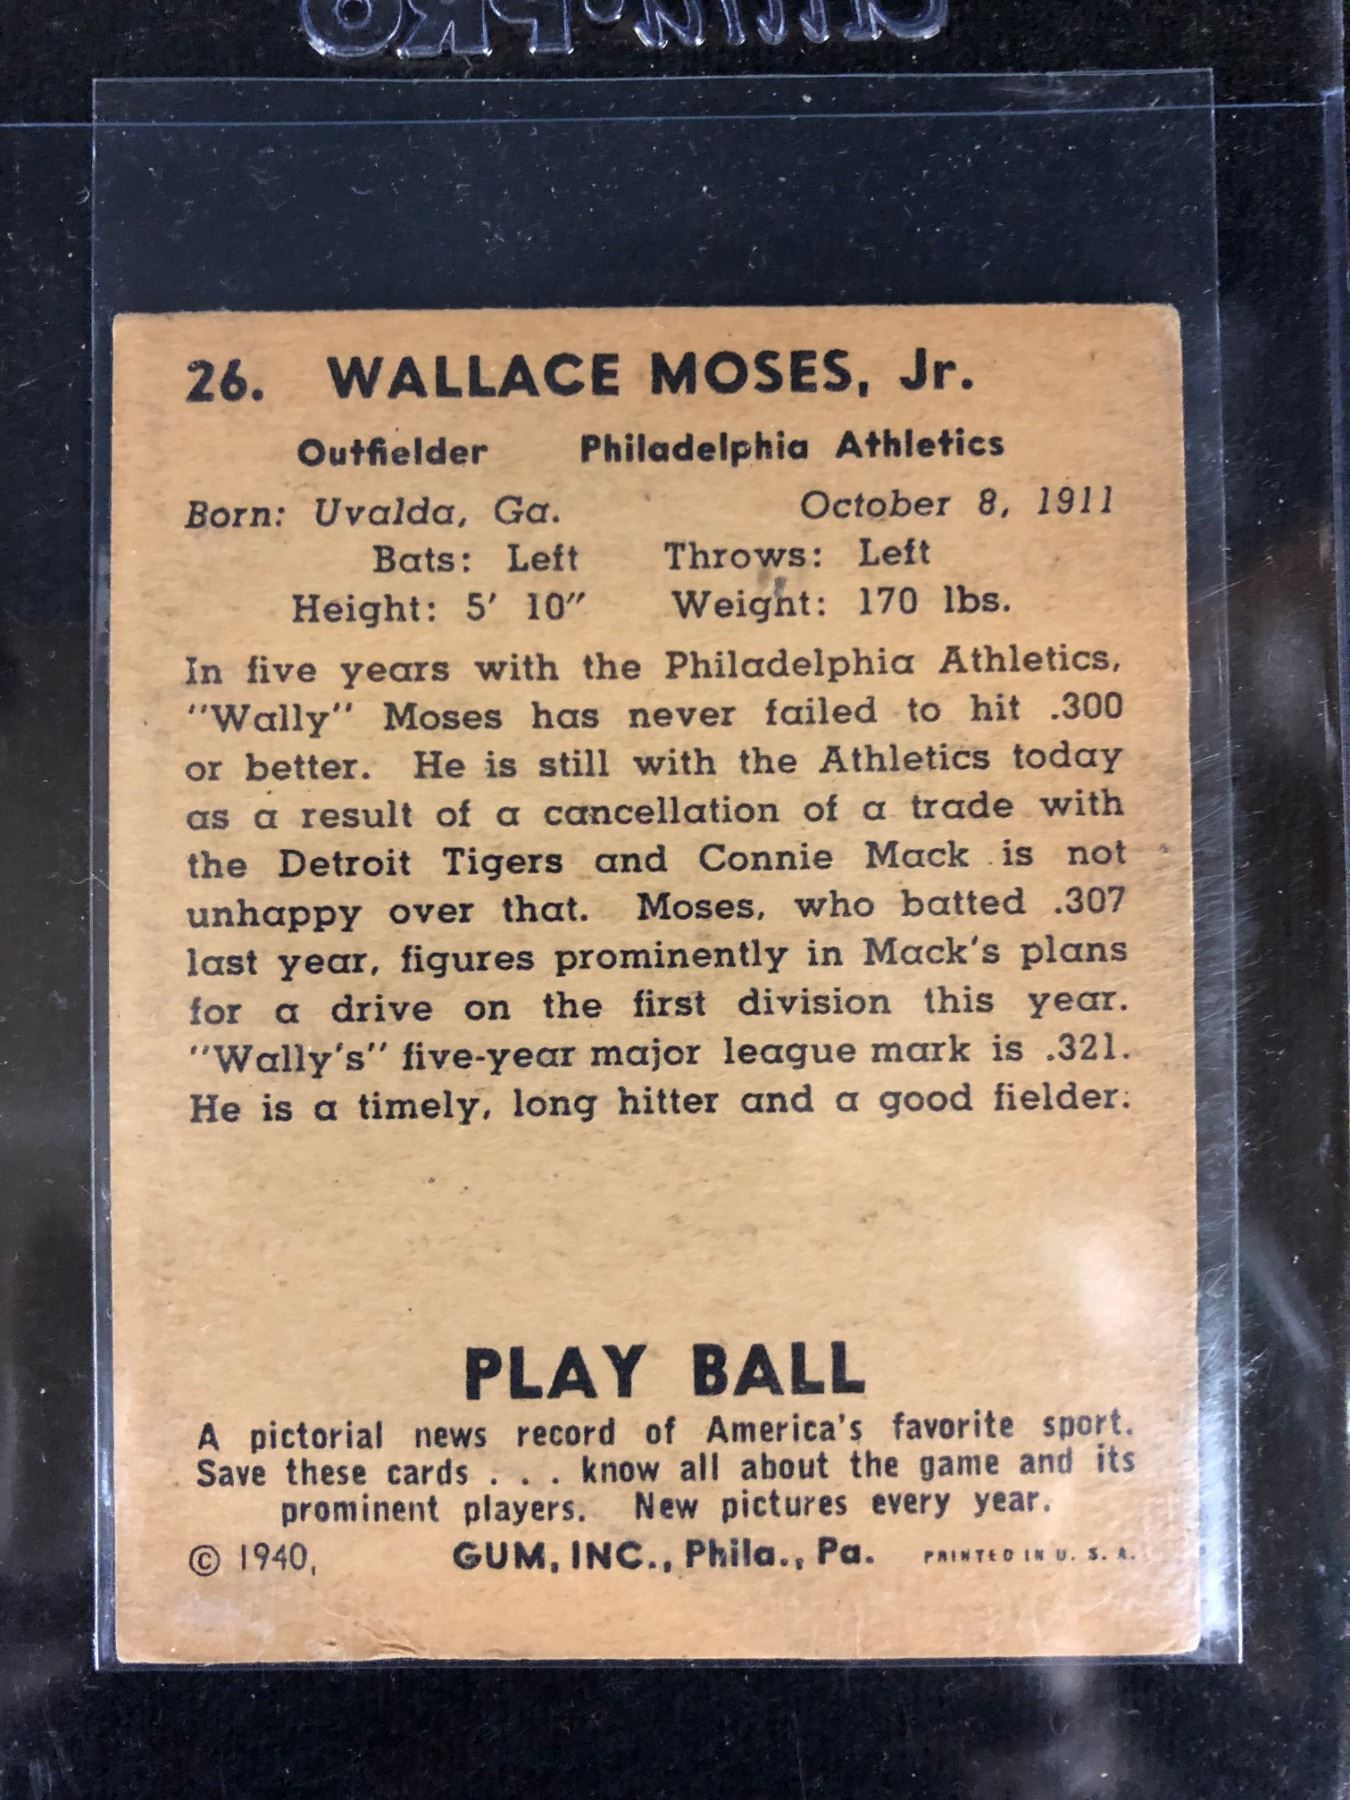 26. WALLACE MOSES, Jr.
Outfielder Philadelphia Athletics
Born: Uvalda, Ga. October 8, 1911
Bats: Left Throws: Left
Height: 5' 10" Weight: 170 lbs.
In five years with the Philadelphia Athletics,
"Wally" Moses has never failed to hit .300
or better. He is still with the Athletics today
as a result of a cancellation of a trade with
the Detroit Tigers and Connie Mack is not
unhappy over that. Moses, who batted .307
last year, figures prominently in Mack's plans
for a drive on the first division this year.
"Wally's" five-year major league mark is .321.
He is a timely, long hitter and a good fielder.
PLAY BALL
A pictorial news record of America's favorite sport.
Save these cards . . . know all about the game and its
prominent players. New pictures every year.
© 1940, GUM, INC., Phila., Pa. PRINTED IN U. S. A.